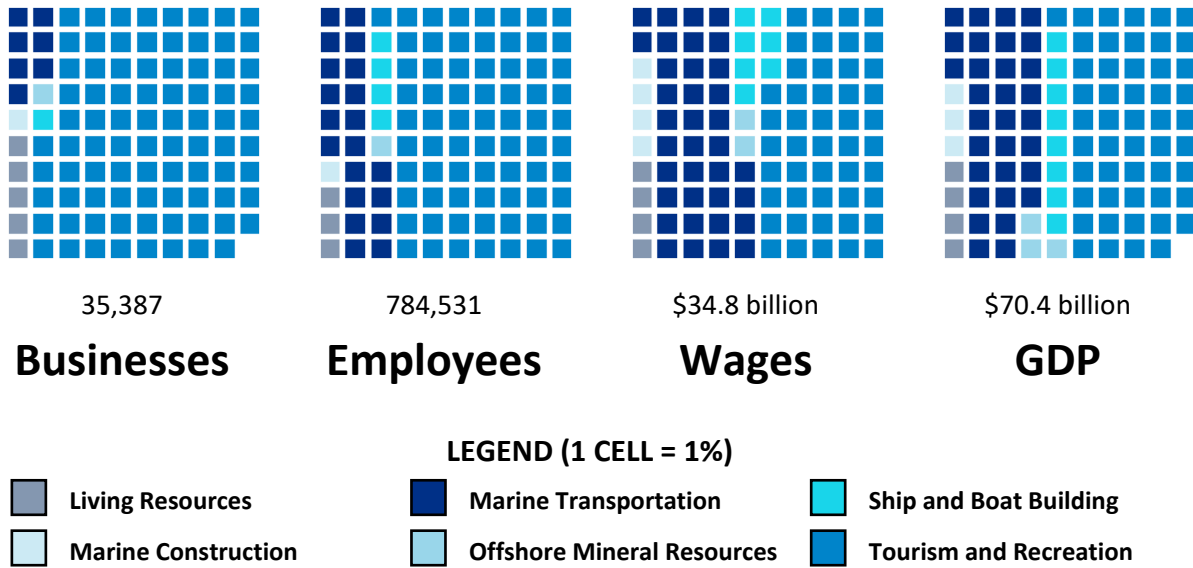 35,387
784,531
$34.8 billion
$70.4 billion
Businesses
Employees
Wages
GDP
LEGEND (1 CELL = 1%)
Living Resources
Marine Transportation
Ship and Boat Building
Marine Construction
Offshore Mineral Resources
Tourism and Recreation